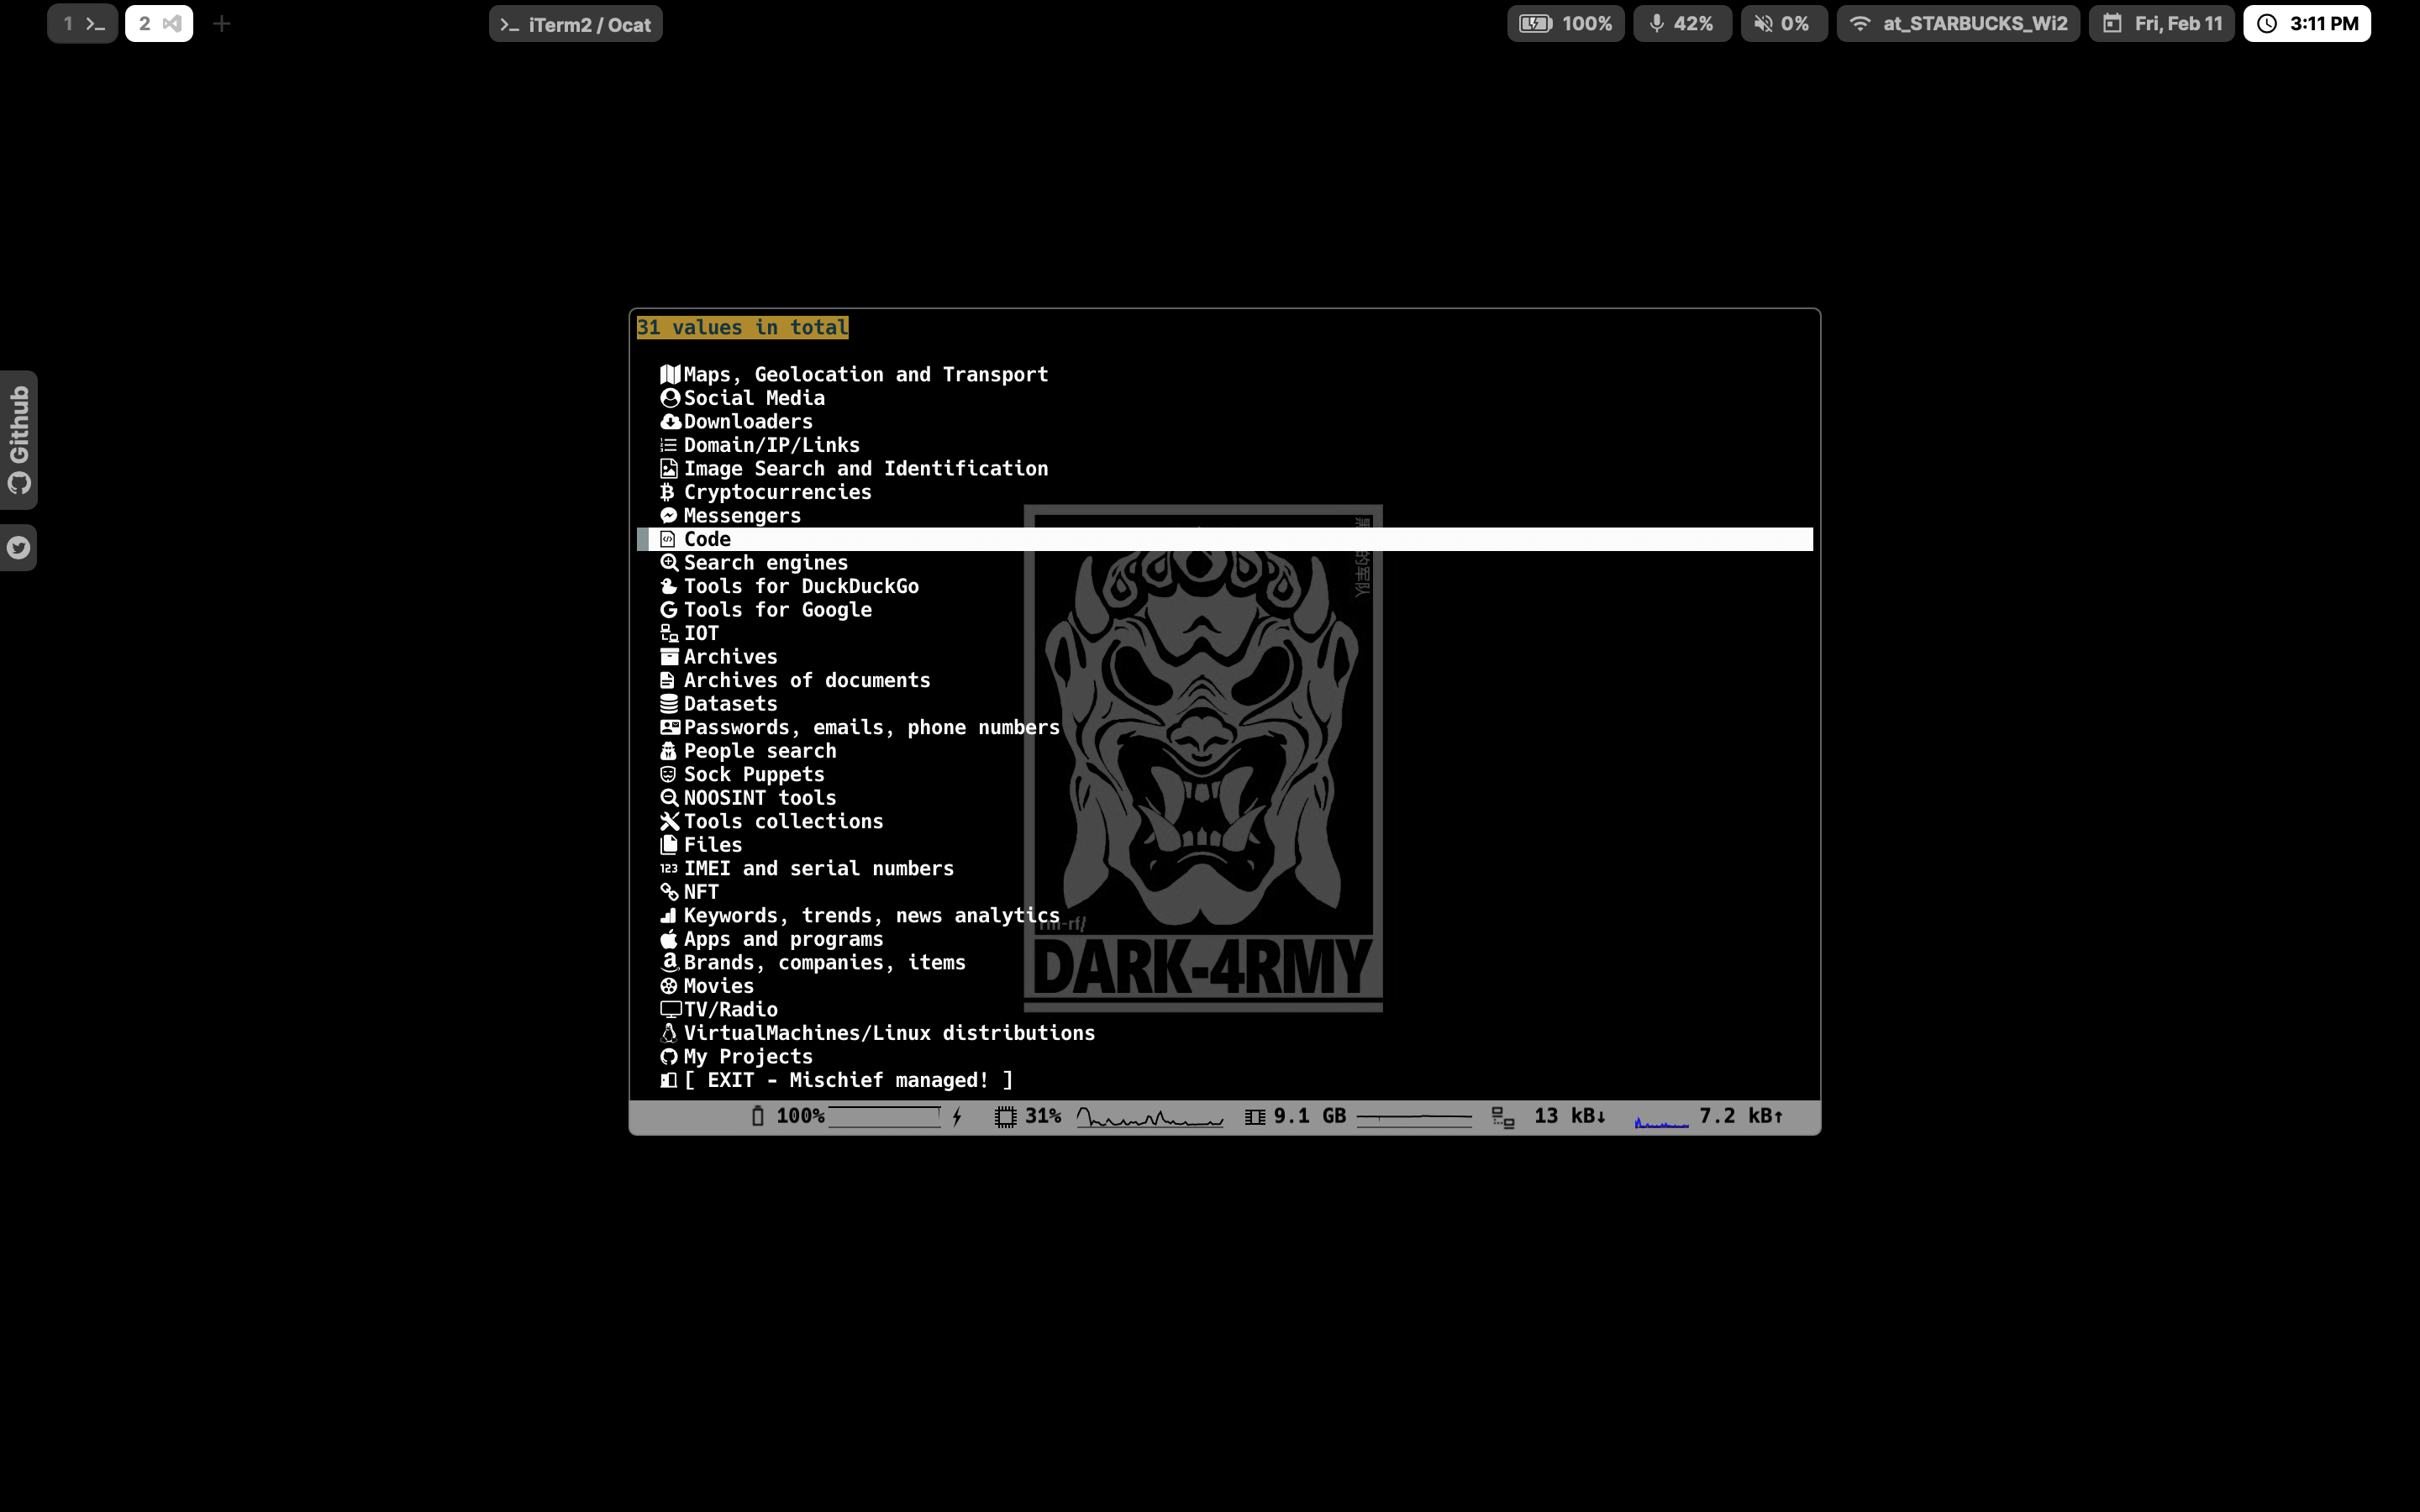 1
2
iTerm2 / Ocat
100%
42%
0%
at_STARBUCKS_Wi2
Fri, Feb 11
3:11 PM
Github
31 values in total
Maps, Geolocation and Transport
Social Media
Downloaders
Domain/IP/Links
Image Search and Identification
Cryptocurrencies
Messengers
Code
Search engines
Tools for DuckDuckGo
Tools for Google
IOT
Archives
Archives of documents
Datasets
Passwords, emails, phone numbers
People search
Sock Puppets
NOOSINT tools
Tools collections
Files
IMEI and serial numbers
NFT
Keywords, trends, news analytics
Apps and programs
Brands, companies, items
Movies
TV/Radio
VirtualMachines/Linux distributions
My Projects
[ EXIT - Mischief managed! ]
rm-rf/
DARK-4RMY
100%
31%
9.1 GB
13 kB↓
7.2 kB↑